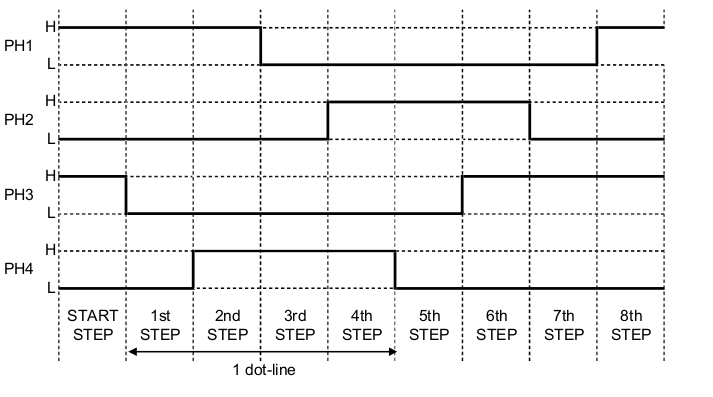 H
PH1
L
H
PH2
L
H
PH3
L
H
PH4
L
START 1st 2nd 3rd 4th 5th 6th 7th 8th
STEP STEP STEP STEP STEP STEP STEP STEP STEP
1 dot-line